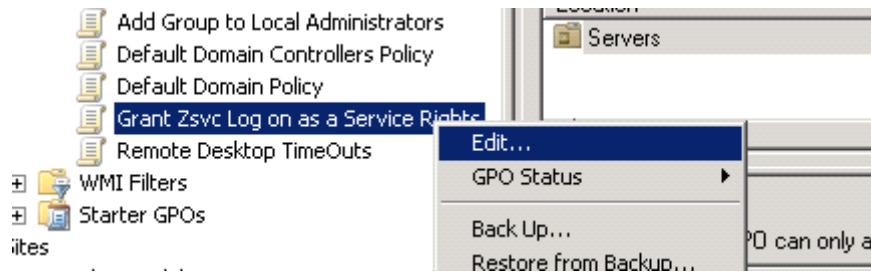 Location
Add Group to Local Administrators
Servers
Default Domain Controllers Policy
Default Domain Policy
Grant Zsvc Log on as a Service Rights
Edit...
Remote Desktop TimeOuts
GPO Status
WMI Filters
Starter GPOs
Back Up...
PO can only a
ites
Restore from Backup...